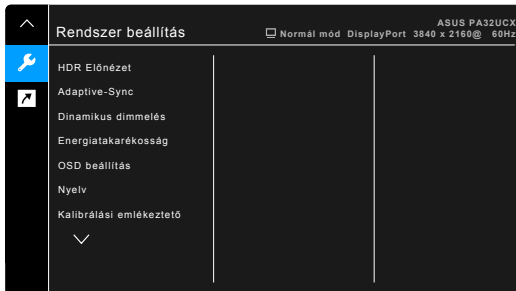 ASUS PA32UCX
Rendszer beállítás
Normál mód DisplayPort 3840 x 2160@ 60Hz
HDR Előnézet
Adaptive-Sync
Dinamikus dimmelés
Energiatakarékosság
OSD beállítás
Nyelv
Kalibrálási emlékeztető